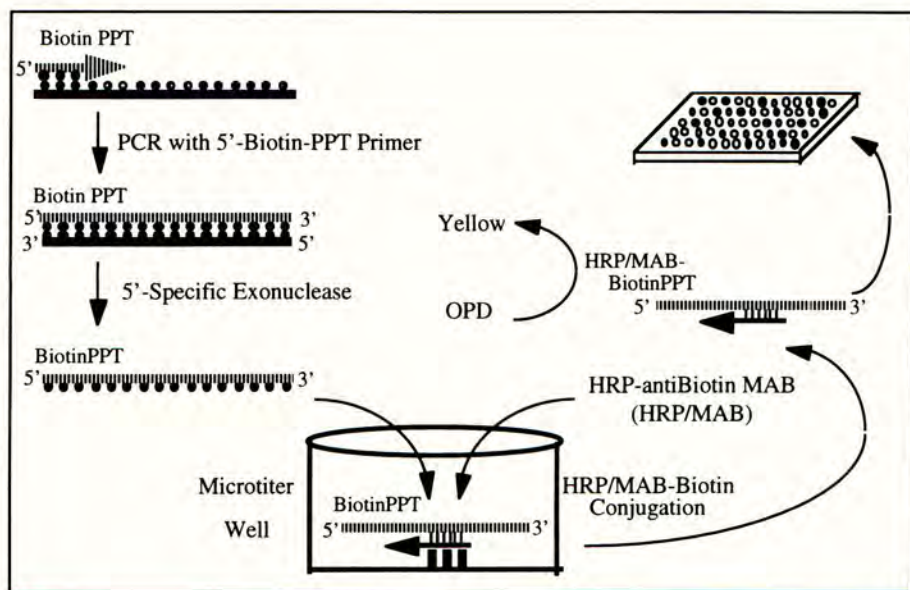 Biotin PPT
5'
PCR with 5'-Biotin-PPT Primer
Biotin PPT
5' 3'
3' 5'
5'-Specific Exonuclease
BiotinPPT
5' 3'
Microtiter
Well
BiotinPPT
5' 3'
HRP-antiBiotin MAB
(HRP/MAB)
HRP/MAB-Biotin
Conjugation
HRP/MAB-
BiotinPPT
5' 3'
Yellow
OPD